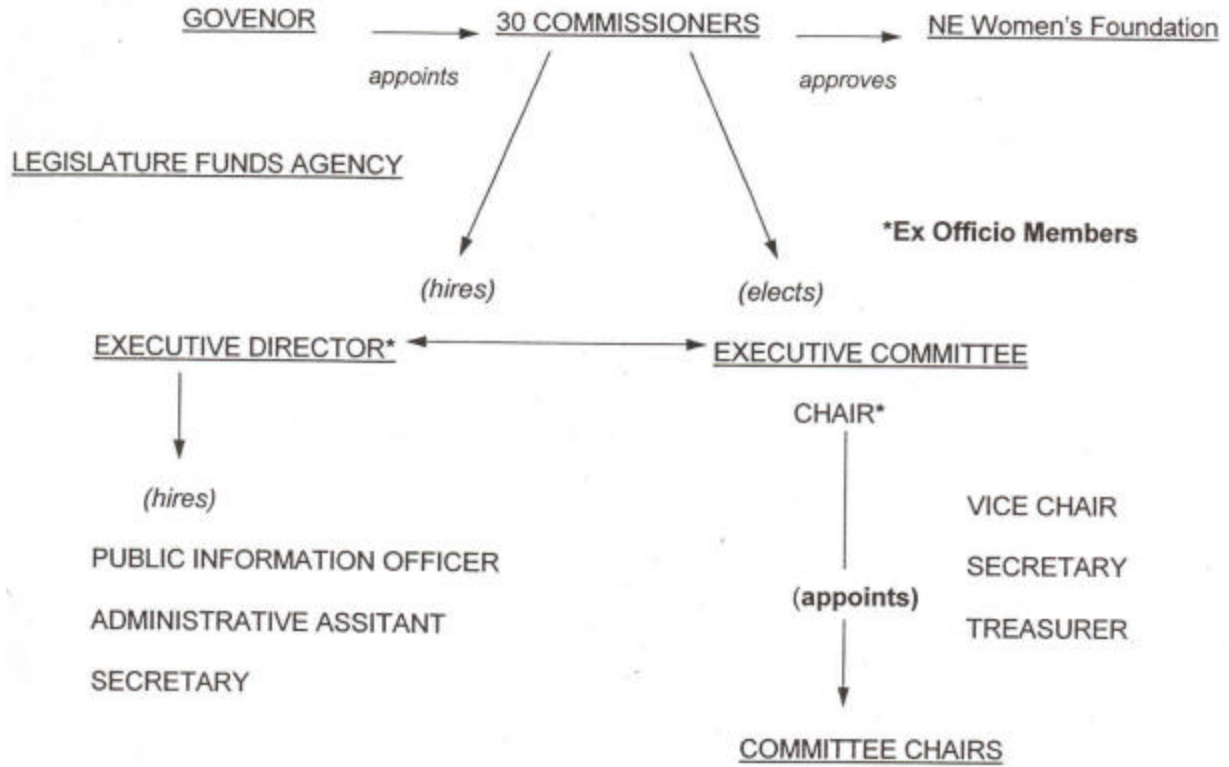 GOVENOR
30 COMMISSIONERS
NE Women's Foundation
appoints
approves
LEGISLATURE FUNDS AGENCY
*Ex Officio Members
(hires)
(elects)
EXECUTIVE DIRECTOR*
EXECUTIVE COMMITTEE
CHAIR*
(hires)
VICE CHAIR
PUBLIC INFORMATION OFFICER
SECRETARY
(appoints)
ADMINISTRATIVE ASSITANT
TREASURER
SECRETARY
COMMITTEE CHAIRS